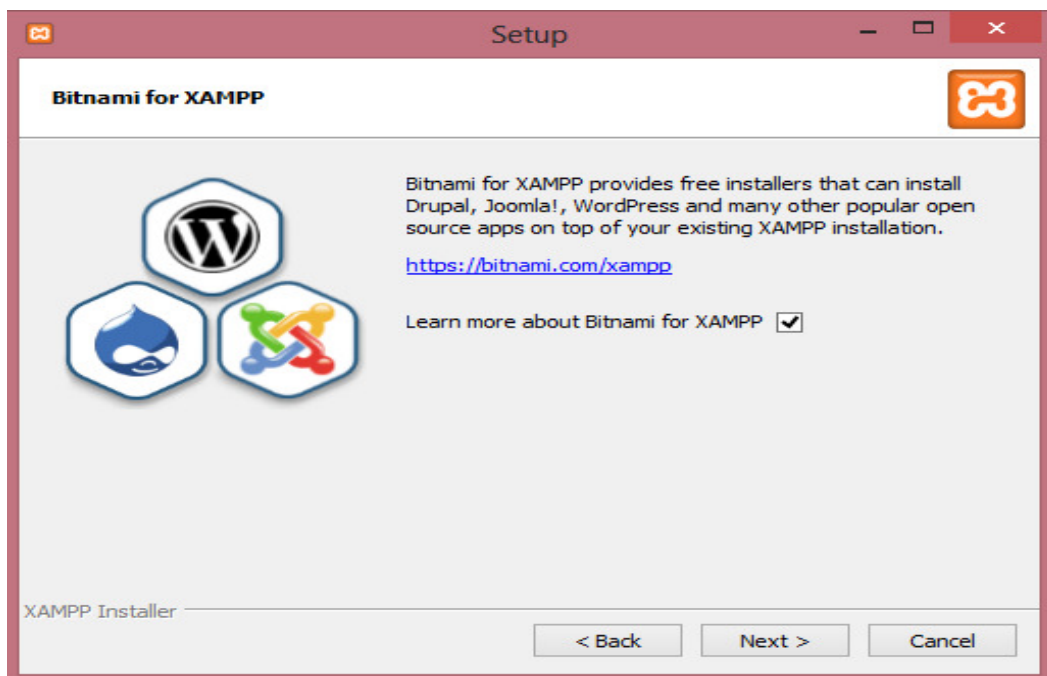 Setup
Bitnami for XAMPP
Bitnami for XAMPP provides free installers that can install
Drupal, Joomla!, WordPress and many other popular open
source apps on top of your existing XAMPP installation.
https://bitnami.com/xampp
Learn more about Bitnami for XAMPP
XAMPP Installer
< Back Next > Cancel